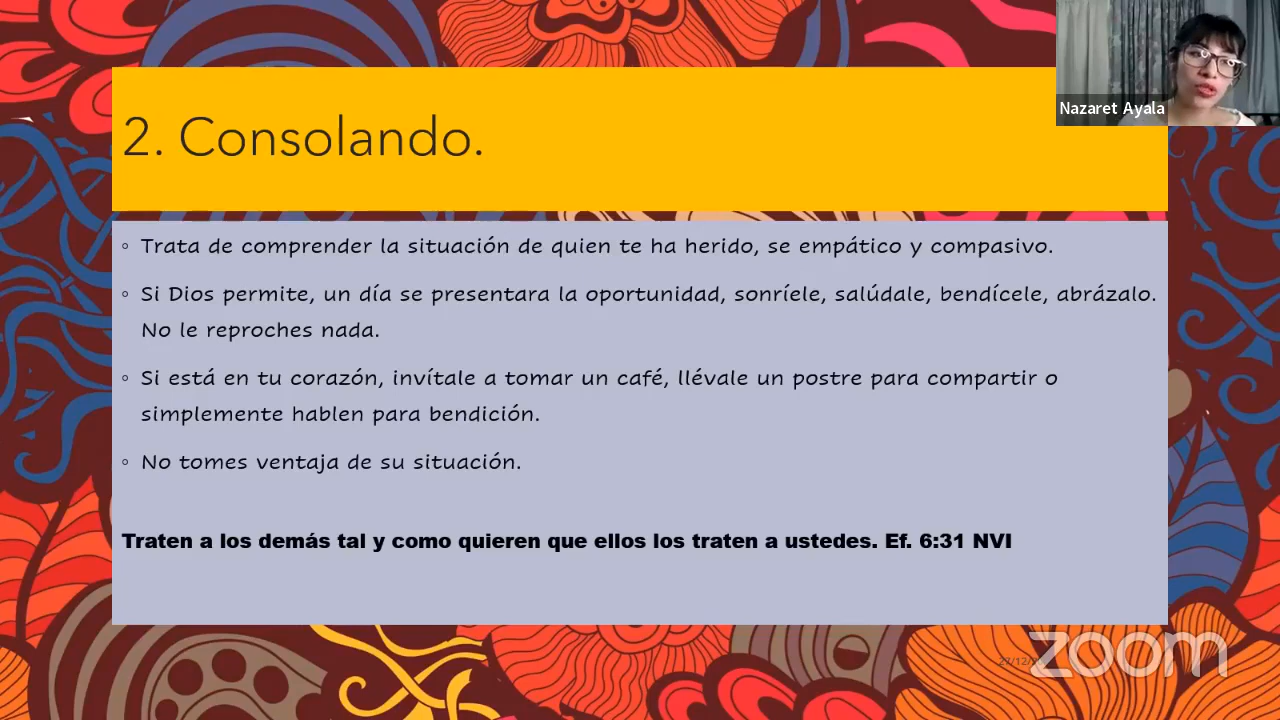 Nazaret Ayala
2. Consolando.
◦ Trata de comprender la situación de quien te ha herido, se empático y compasivo.
◦ Si Dios permite, un día se presentara la oportunidad, sonríele, salúdale, bendícele, abrázalo.
No le reproches nada.
◦ Si está en tu corazón, invítale a tomar un café, llévale un postre para compartir o
simplemente hablen para bendición.
◦ No tomes ventaja de su situación.
Traten a los demás tal y como quieren que ellos los traten a ustedes. Ef. 6:31 NVI
zoom